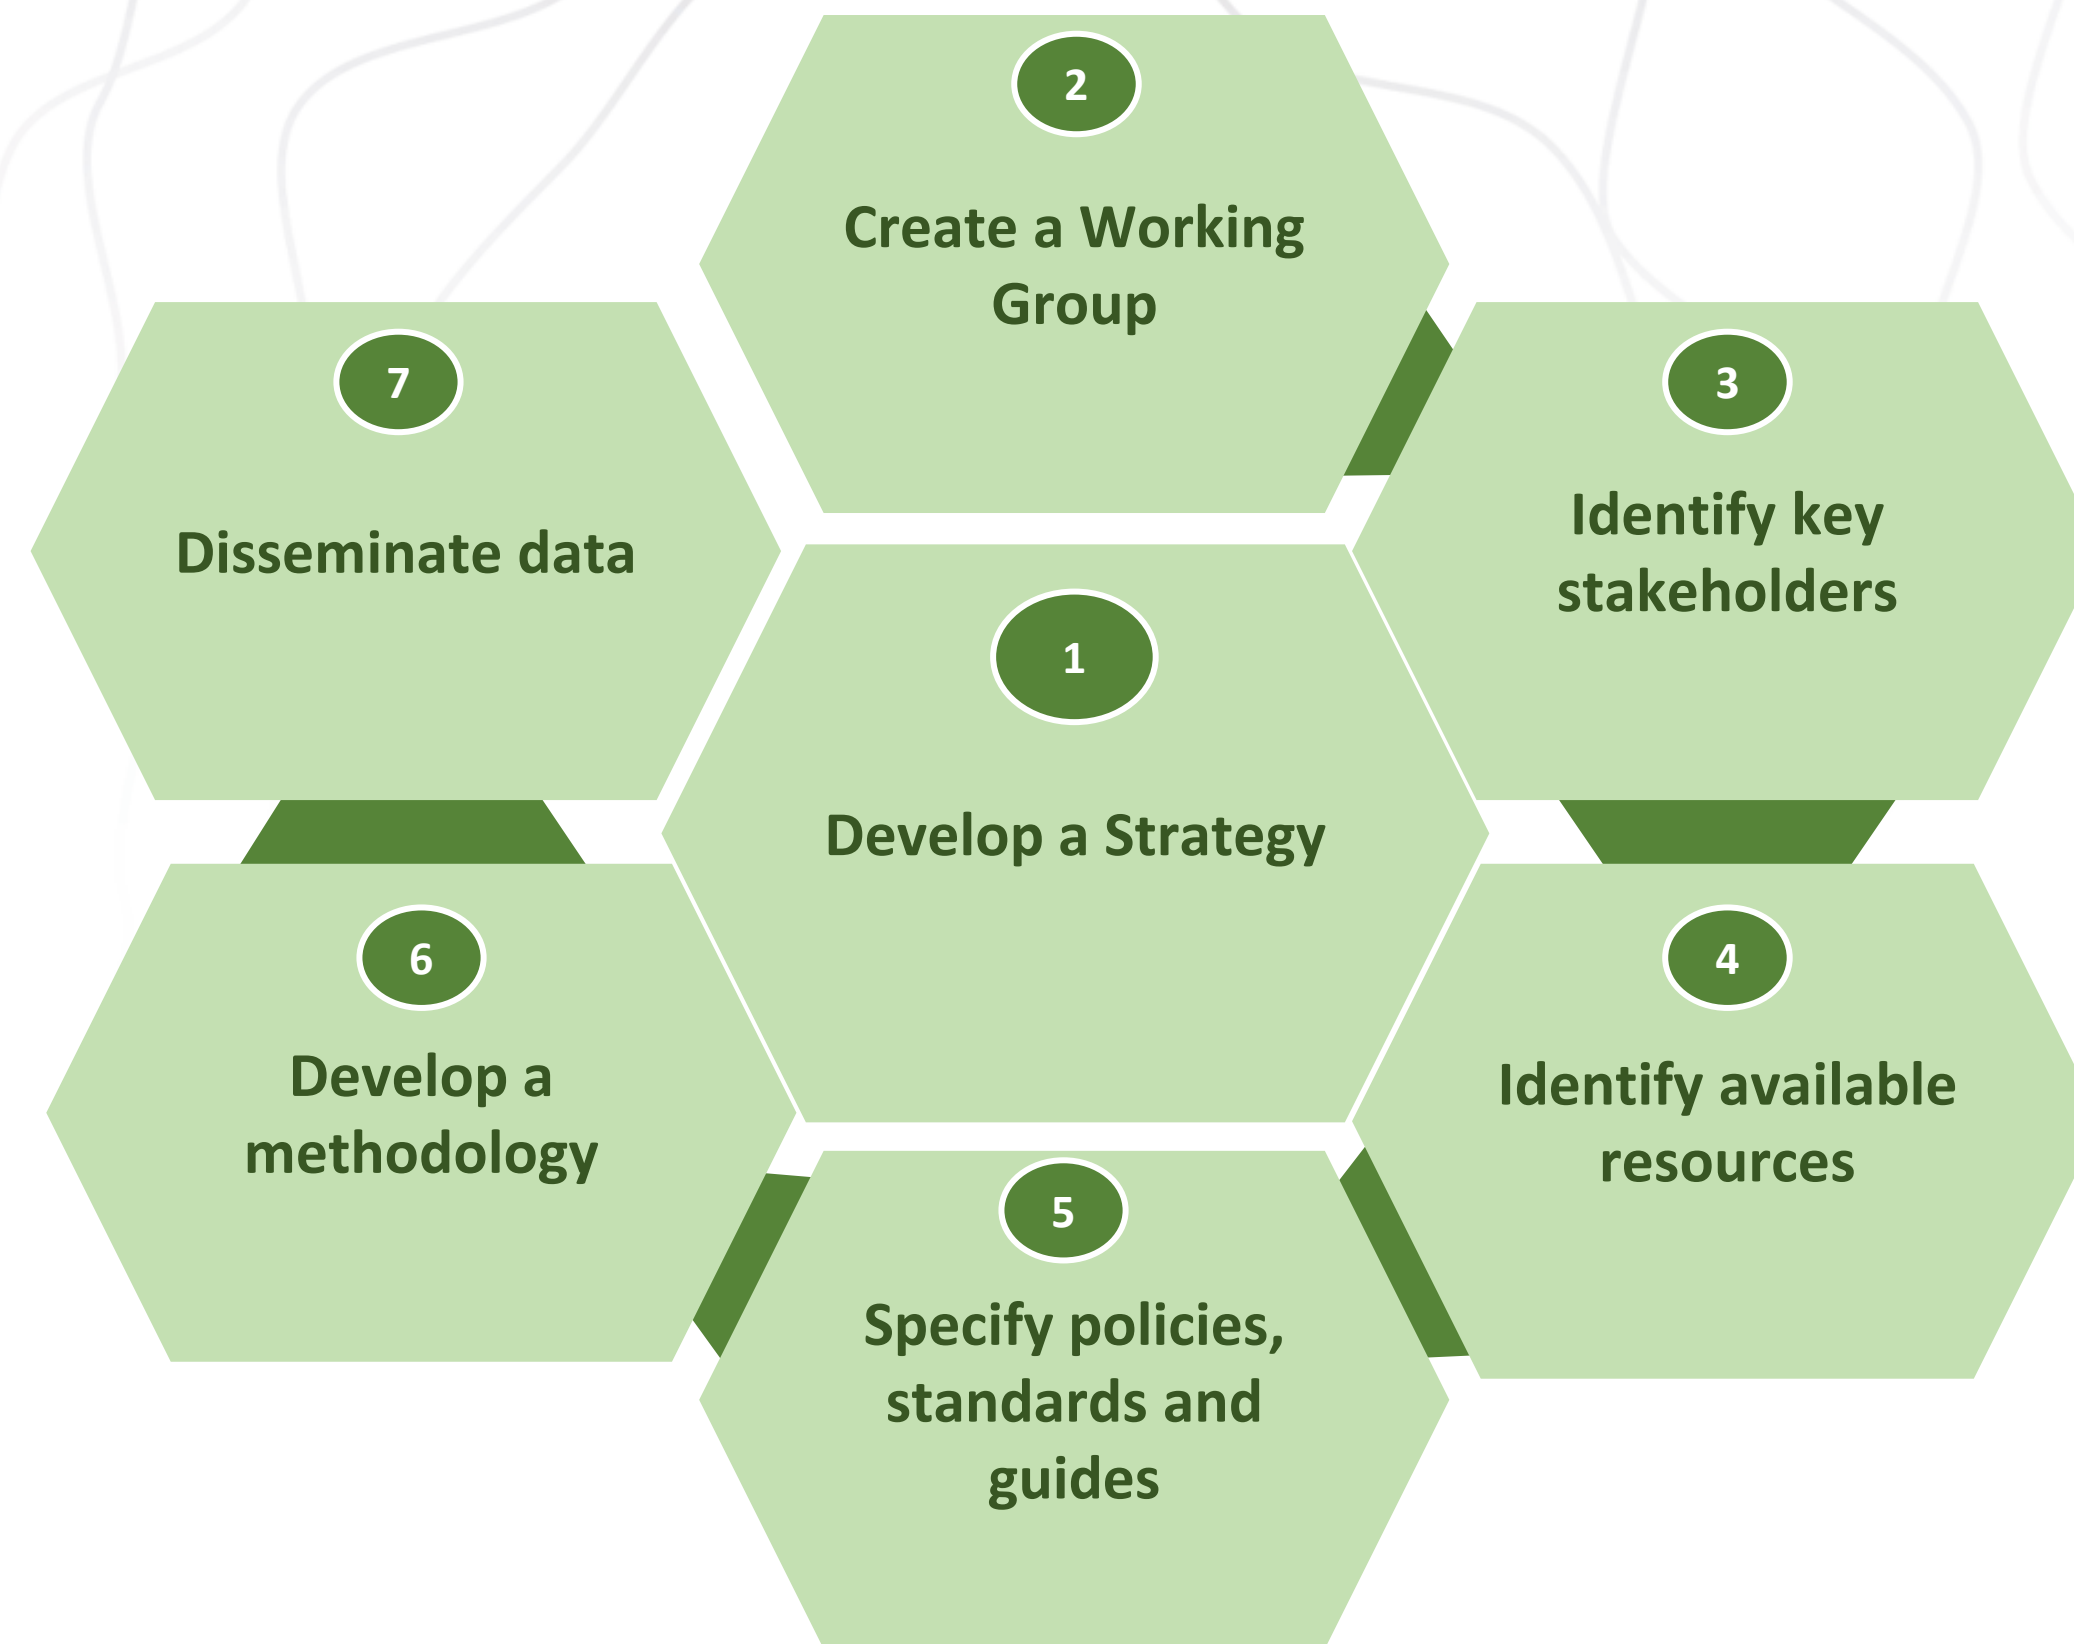 2
Create a Working
Group
7
Disseminate data
3
Identify key
stakeholders
1
Develop a Strategy
6
Develop a
methodology
4
Identify available
resources
5
Specify policies,
standards and
guides